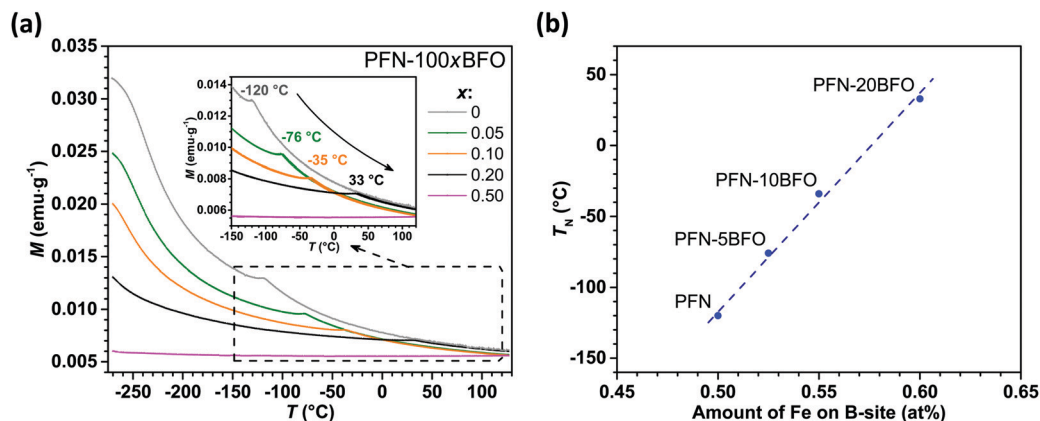 (a)
PFN-100xBFO
x:
0
0.05
0.10
0.20
0.50
M (emu·g⁻¹)
0.035
0.030
0.025
0.020
0.015
0.010
0.005
-250 -200 -150 -100 -50 0 50 100
T (°C)
M (emu·g⁻¹)
0.014
0.012
0.010
0.008
0.006
-120 °C
-76 °C
-35 °C
33 °C
-150 -100 -50 0 50 100
T (°C)
(b)
T_N (°C)
50
0
-50
-100
-150
PFN-20BFO
PFN-10BFO
PFN-5BFO
PFN
0.45 0.50 0.55 0.60 0.65
Amount of Fe on B-site (at%)